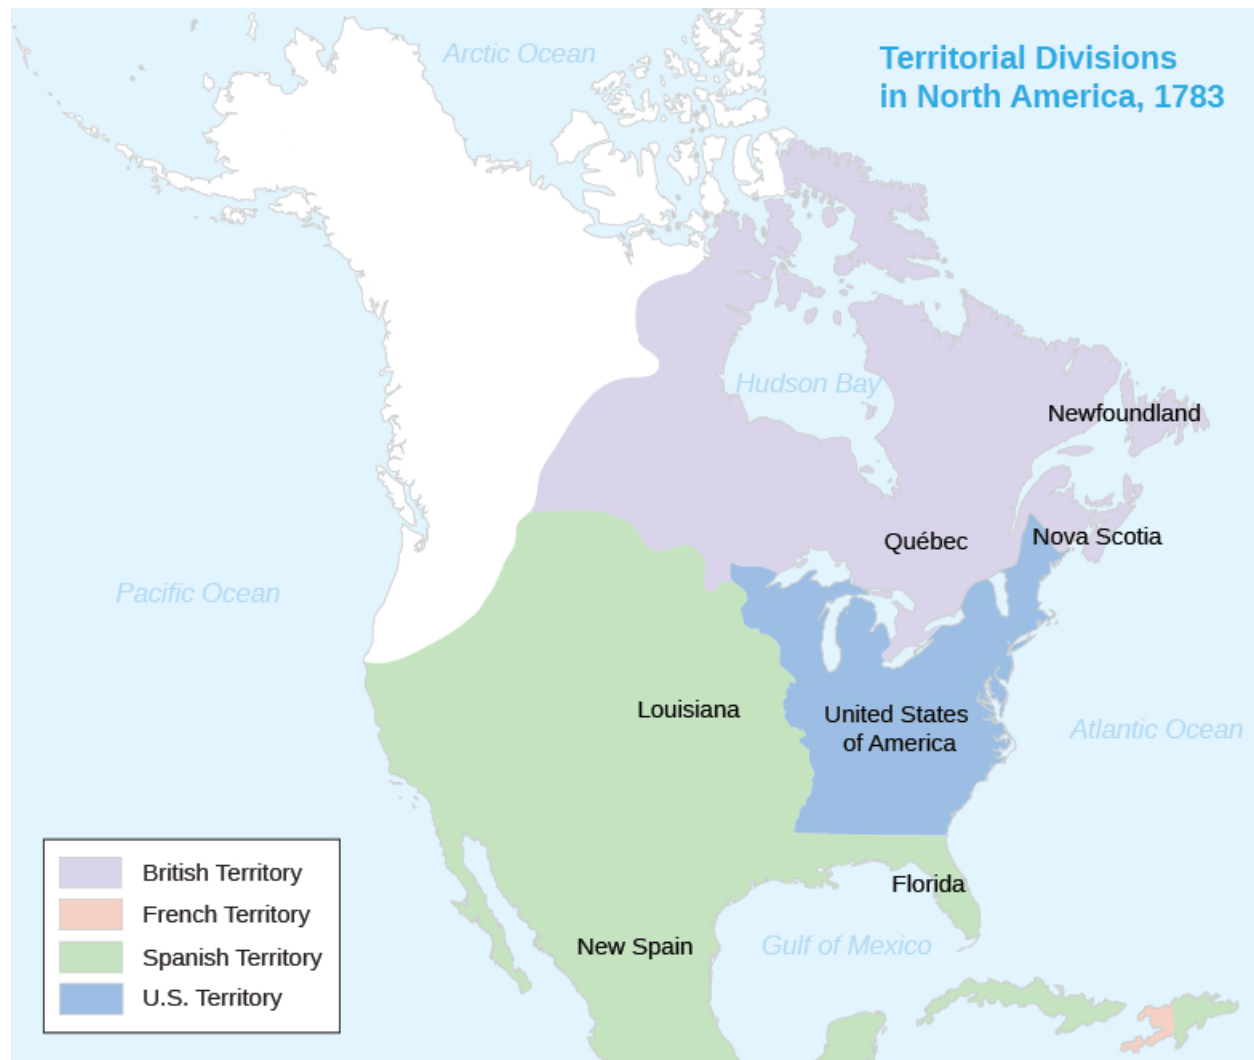 Arctic Ocean
Territorial Divisions
in North America, 1783
Hudson Bay
Newfoundland
Québec
Nova Scotia
Pacific Ocean
Louisiana
United States
of America
Atlantic Ocean
British Territory
French Territory
Spanish Territory
U.S. Territory
Florida
New Spain
Gulf of Mexico